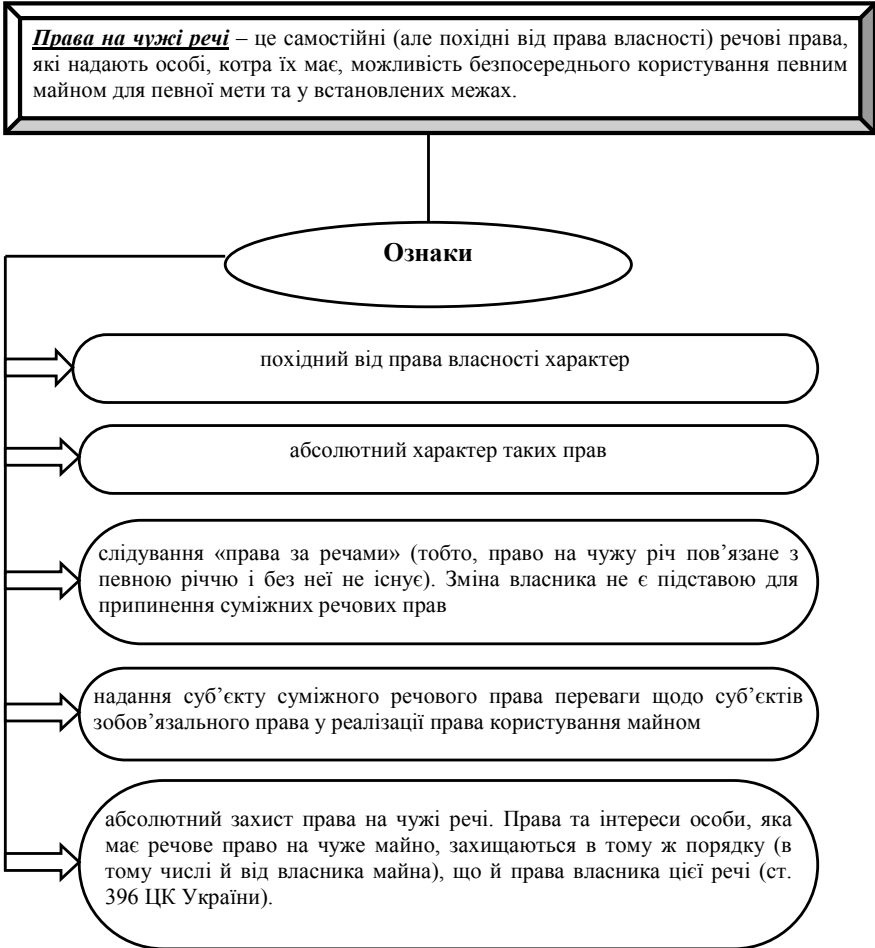 Права на чужі речі – це самостійні (але похідні від права власності) речові права,
які надають особі, котра їх має, можливість безпосереднього користування певним
майном для певної мети та у встановлених межах.
Ознаки
похідний від права власності характер
абсолютний характер таких прав
слідування «права за речами» (тобто, право на чужу річ пов’язане з
певною річчю і без неї не існує). Зміна власника не є підставою для
припинення суміжних речових прав
надання суб’єкту суміжного речового права переваги щодо суб’єктів
зобов’язального права у реалізації права користування майном
абсолютний захист права на чужі речі. Права та інтереси особи, яка
має речове право на чуже майно, захищаються в тому ж порядку (в
тому числі й від власника майна), що й права власника цієї речі (ст.
396 ЦК України).